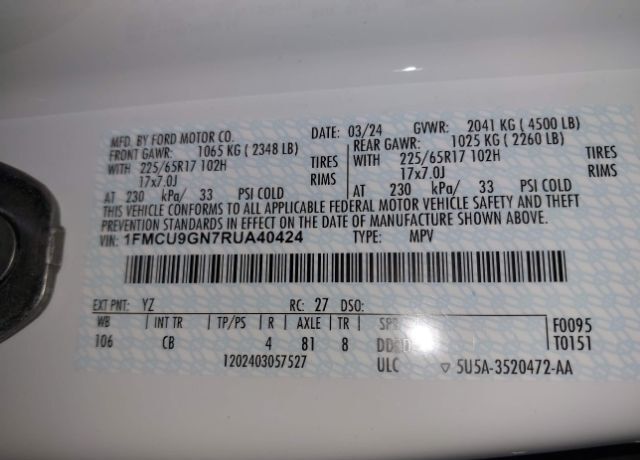 MFD. BY FORD MOTOR CO. DATE: 03/24 GVWR: 2041 KG ( 4500 LB)
FRONT GAWR: 1065 KG ( 2348 LB) REAR GAWR: 1025 KG ( 2260 LB)
WITH 225/65R17 102H TIRES WITH 225/65R17 102H TIRES
17x7.0J RIMS 17x7.0J RIMS
AT 230 kPa/ 33 PSI COLD AT 230 kPa/ 33 PSI COLD
THIS VEHICLE CONFORMS TO ALL APPLICABLE FEDERAL MOTOR VEHICLE SAFETY AND THEFT
PREVENTION STANDARDS IN EFFECT ON THE DATE OF MANUFACTURE SHOWN ABOVE.
VIN: 1FMCU9GN7RUA40424 TYPE: MPV
EXT PNT: YZ RC: 27 DSO:
WB INT TR TP/PS R AXLE TR SPR F0095
106 CB 4 81 8 T0151
1202403057527 ULC ▽ 5U5A-3520472-AA